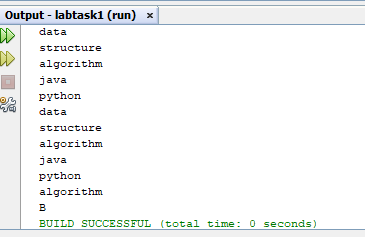 Output - labtask1 (run) ×
data
structure
algorithm
java
python
data
structure
algorithm
java
python
algorithm
B
BUILD SUCCESSFUL (total time: 0 seconds)